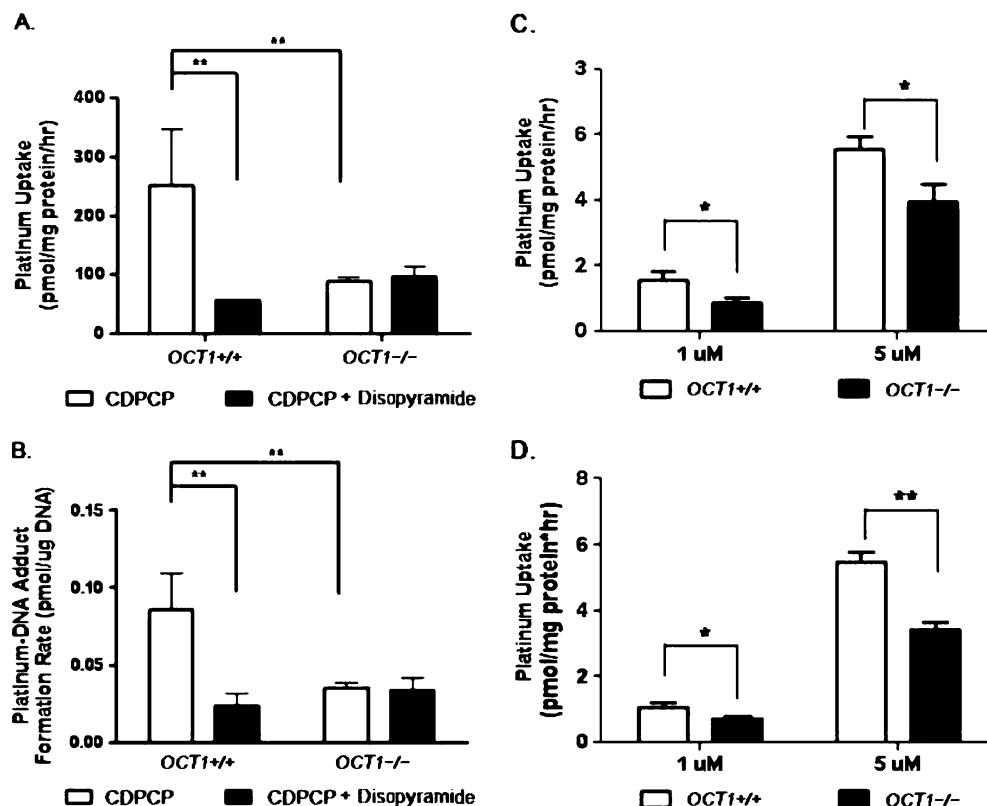 A.
**
**
Platinum Uptake
(pmol/mg protein/hr)
400
300
200
100
0
OCT1+/+ OCT1−/−
CDPCP CDPCP + Disopyramide
B.
**
**
Platinum-DNA Adduct
Formation Rate (pmol/ug DNA)
0.15
0.10
0.05
0.00
OCT1+/+ OCT1−/−
CDPCP CDPCP + Disopyramide
C.
*
*
Platinum Uptake
(pmol/mg protein/hr)
3
6
4
2
0
1 uM 5 uM
OCT1+/+ OCT1−/−
D.
**
*
Platinum Uptake
(pmol/mg protein*hr)
8
6
4
2
0
1 uM 5 uM
OCT1+/+ OCT1−/−